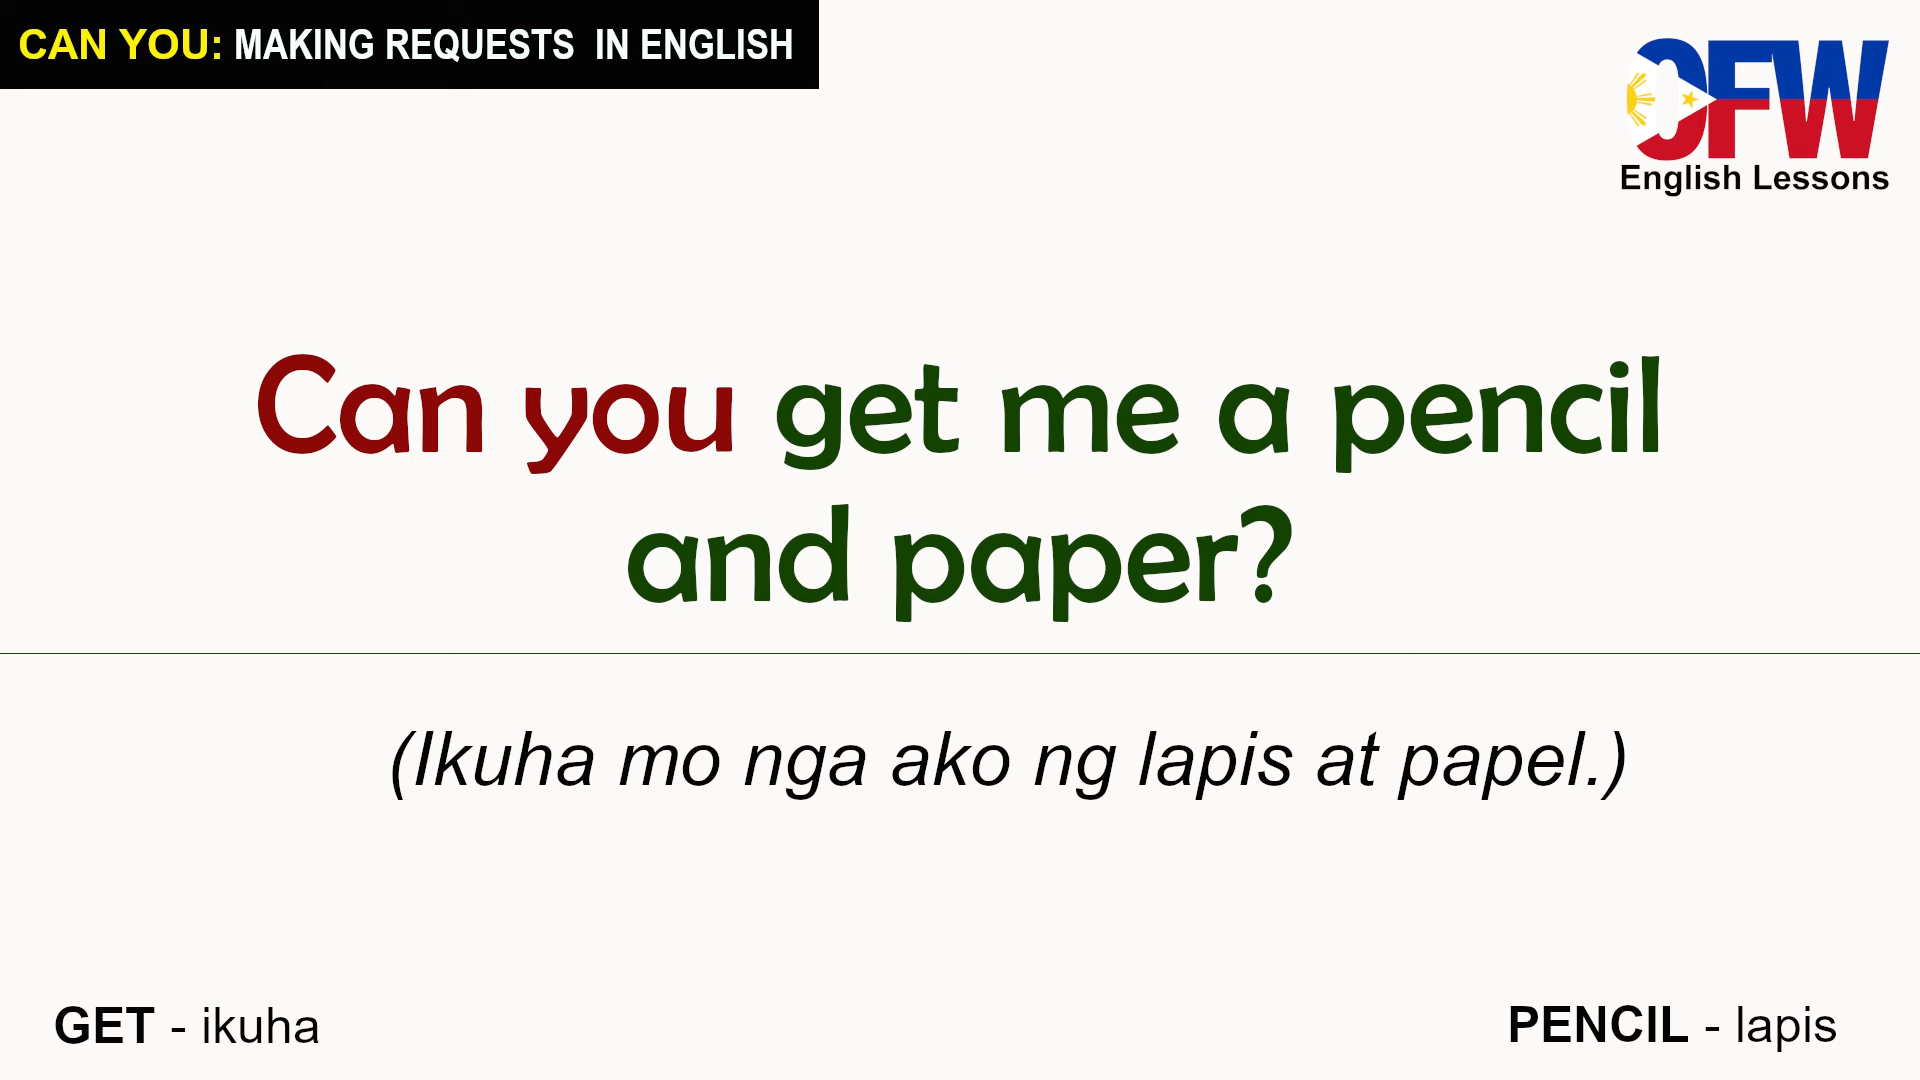 CAN YOU: MAKING REQUESTS IN ENGLISH
OFW
English Lessons
Can you get me a pencil
and paper?
(Ikuha mo nga ako ng lapis at papel.)
GET - ikuha
PENCIL - lapis